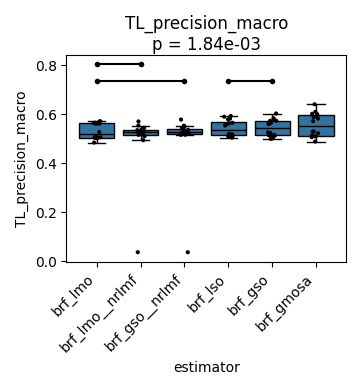 TL_precision_macro
p = 1.84e-03
TL_precision_macro
0.8
0.6
0.4
0.2
0.0
brf_lmo
brf_lmo__nrlmf
brf_gso__nrlmf
brf_lso
brf_gso
brf_gmosa
estimator